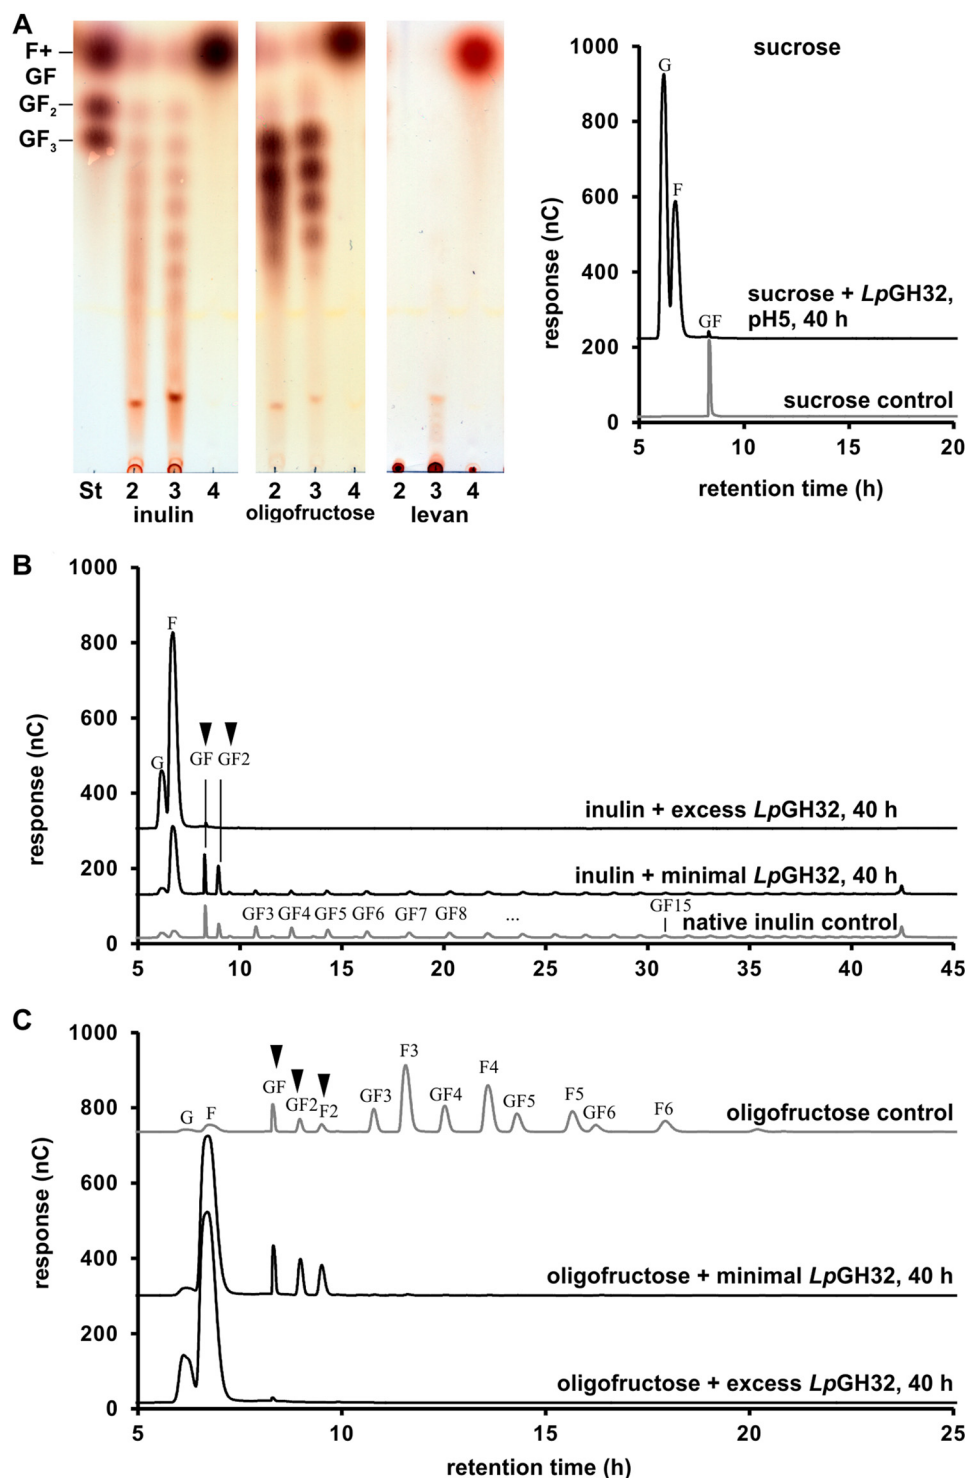 A
F+
GF
GF2
GF3
St 2 3 4
inulin
2 3 4
oligofructose
2 3 4
levan
sucrose
response (nC)
1000
800
600
400
200
0
G
F
GF
sucrose + LpGH32,
pH5, 40 h
sucrose control
5 10 15 20
retention time (h)
B
response (nC)
1000
800
600
400
200
0
F
G
GF GF2
inulin + excess LpGH32, 40 h
inulin + minimal LpGH32, 40 h
GF3 GF4 GF5 GF6 GF7 GF8 ... GF15
native inulin control
5 10 15 20 25 30 35 40 45
C
response (nC)
1000
800
600
400
200
0
G F GF GF2 F2 GF3 F3 GF4 F4 GF5 F5 GF6 F6
oligofructose control
oligofructose + minimal LpGH32, 40 h
oligofructose + excess LpGH32, 40 h
5 10 15 20 25
retention time (h)